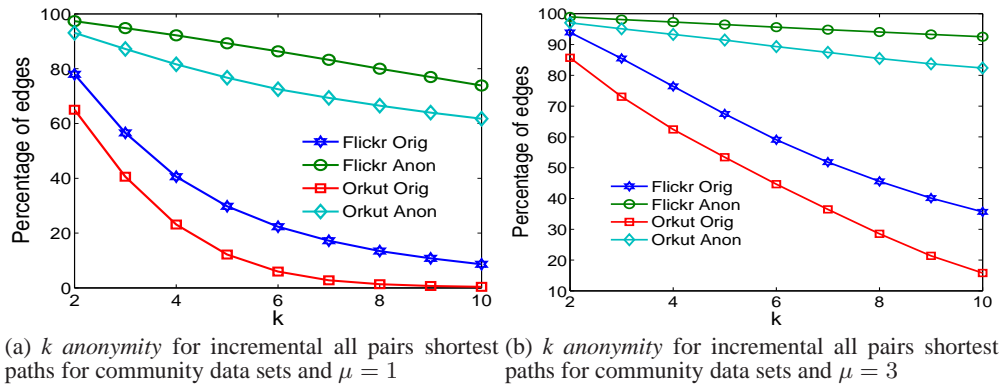 100
80
60
40
20
0
Percentage of edges
2 4 6 8 10
k
Flickr Orig
Flickr Anon
Orkut Orig
Orkut Anon
(a) k anonymity for incremental all pairs shortest
paths for community data sets and μ = 1
100
90
80
70
60
50
40
30
20
10
Percentage of edges
2 4 6 8 10
k
Flickr Orig
Flickr Anon
Orkut Orig
Orkut Anon
(b) k anonymity for incremental all pairs shortest
paths for community data sets and μ = 3